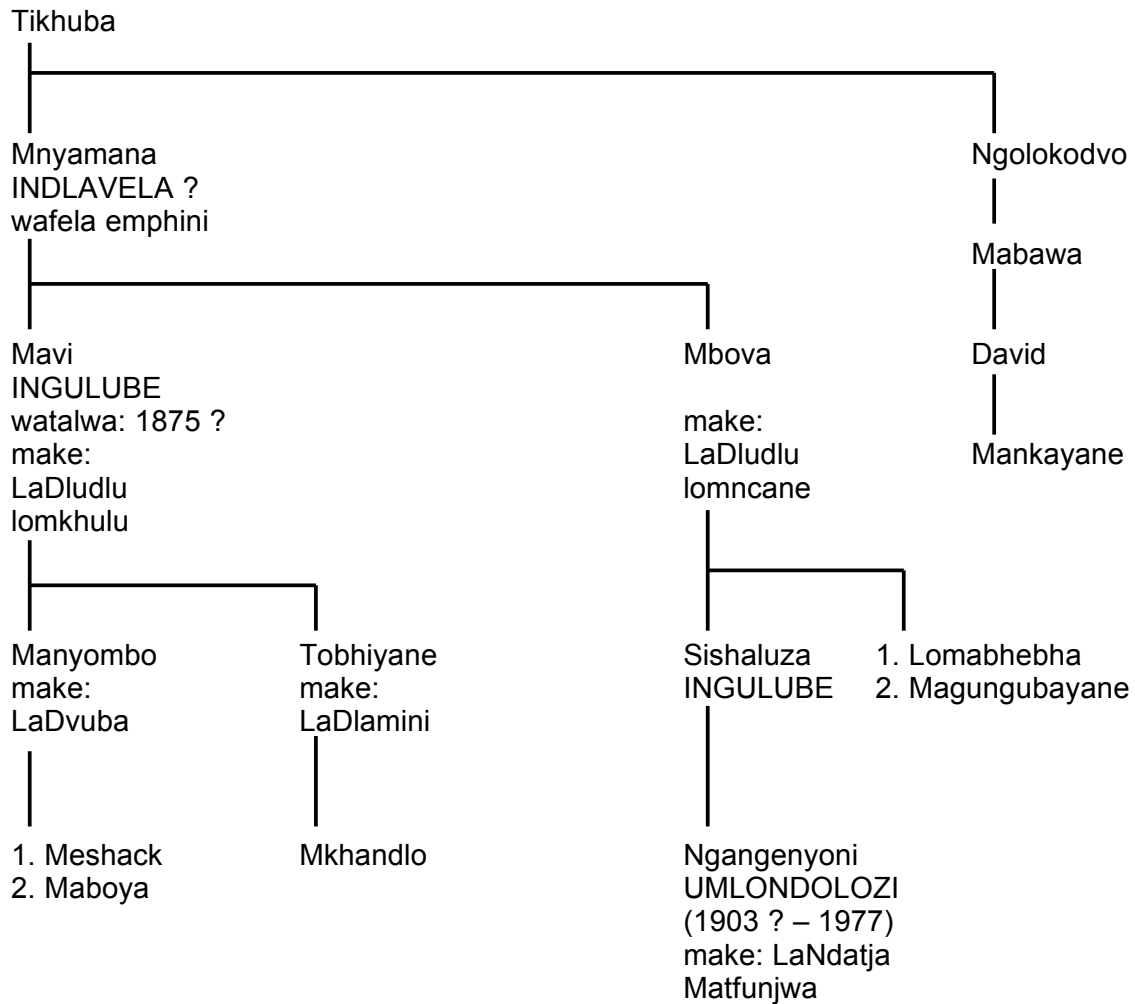 Tikhuba
Mnyamana
INDLAVELA ?
wafela emphini
Ngolokodvo
Mabawa
Mavi
INGULUBE
watalwa: 1875 ?
make:
LaDludlu
lomkhulu
Mbova
make:
LaDludlu
lomncane
David
Mankayane
Manyombo
make:
LaDvuba
Tobhiyane
make:
LaDlamini
Sishaluza
INGULUBE
1. Lomabhebha
2. Magungubayane
1. Meshack
2. Maboya
Mkhandlo
Ngangenyoni
UMLONDOLOZI
(1903 ? – 1977)
make: LaNdatja
Matfunjwa